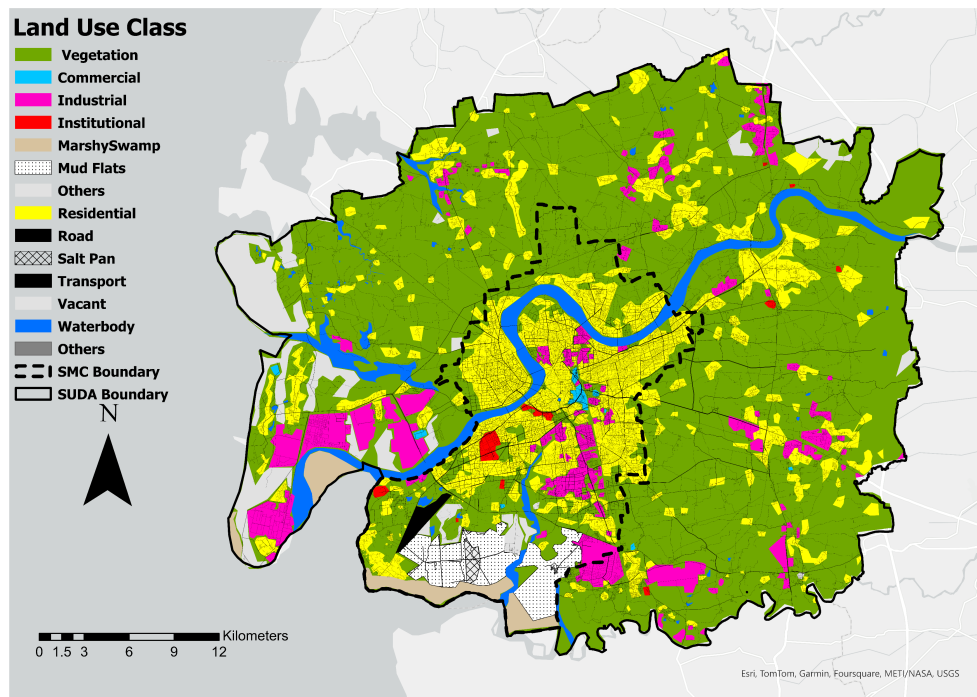 Land Use Class
Vegetation
Commercial
Industrial
Institutional
MarshySwamp
Mud Flats
Others
Residential
Road
Salt Pan
Transport
Vacant
Waterbody
Others
SMC Boundary
SUDA Boundary
N
Kilometers
0 1.5 3 6 9 12
Esri, TomTom, Garmin, Foursquare, METI/NASA, USGS